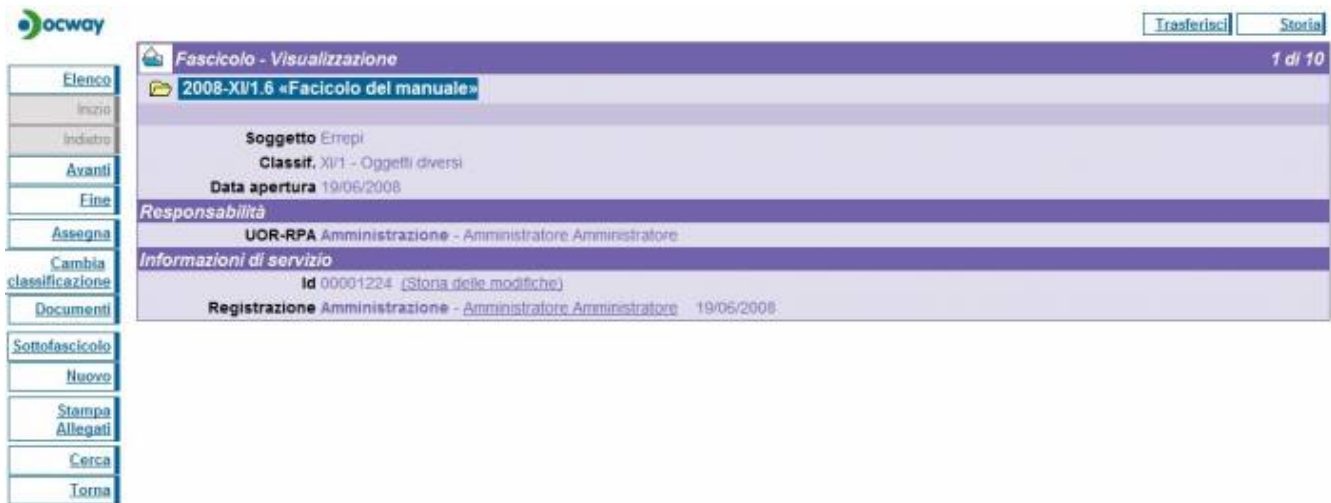 Docway
Trasferisci Storia
Fascicolo - Visualizzazione 1 di 10
2008-XI/1.6 «Facicolo del manuale»
Soggetto Errepi
Classif. XI/1 - Oggetti diversi
Data apertura 19/06/2008
Responsabilità
UOR-RPA Amministrazione - Amministratore Amministratore
Informazioni di servizio
Id 00001224 (Storia delle modifiche)
Registrazione Amministrazione - Amministratore Amministratore 19/06/2008
Elenco
Inizio
Indietro
Avanti
Fine
Assegna
Cambia
classificazione
Documenti
Sottofascicolo
Nuovo
Stampa
Allegati
Cerca
Torna